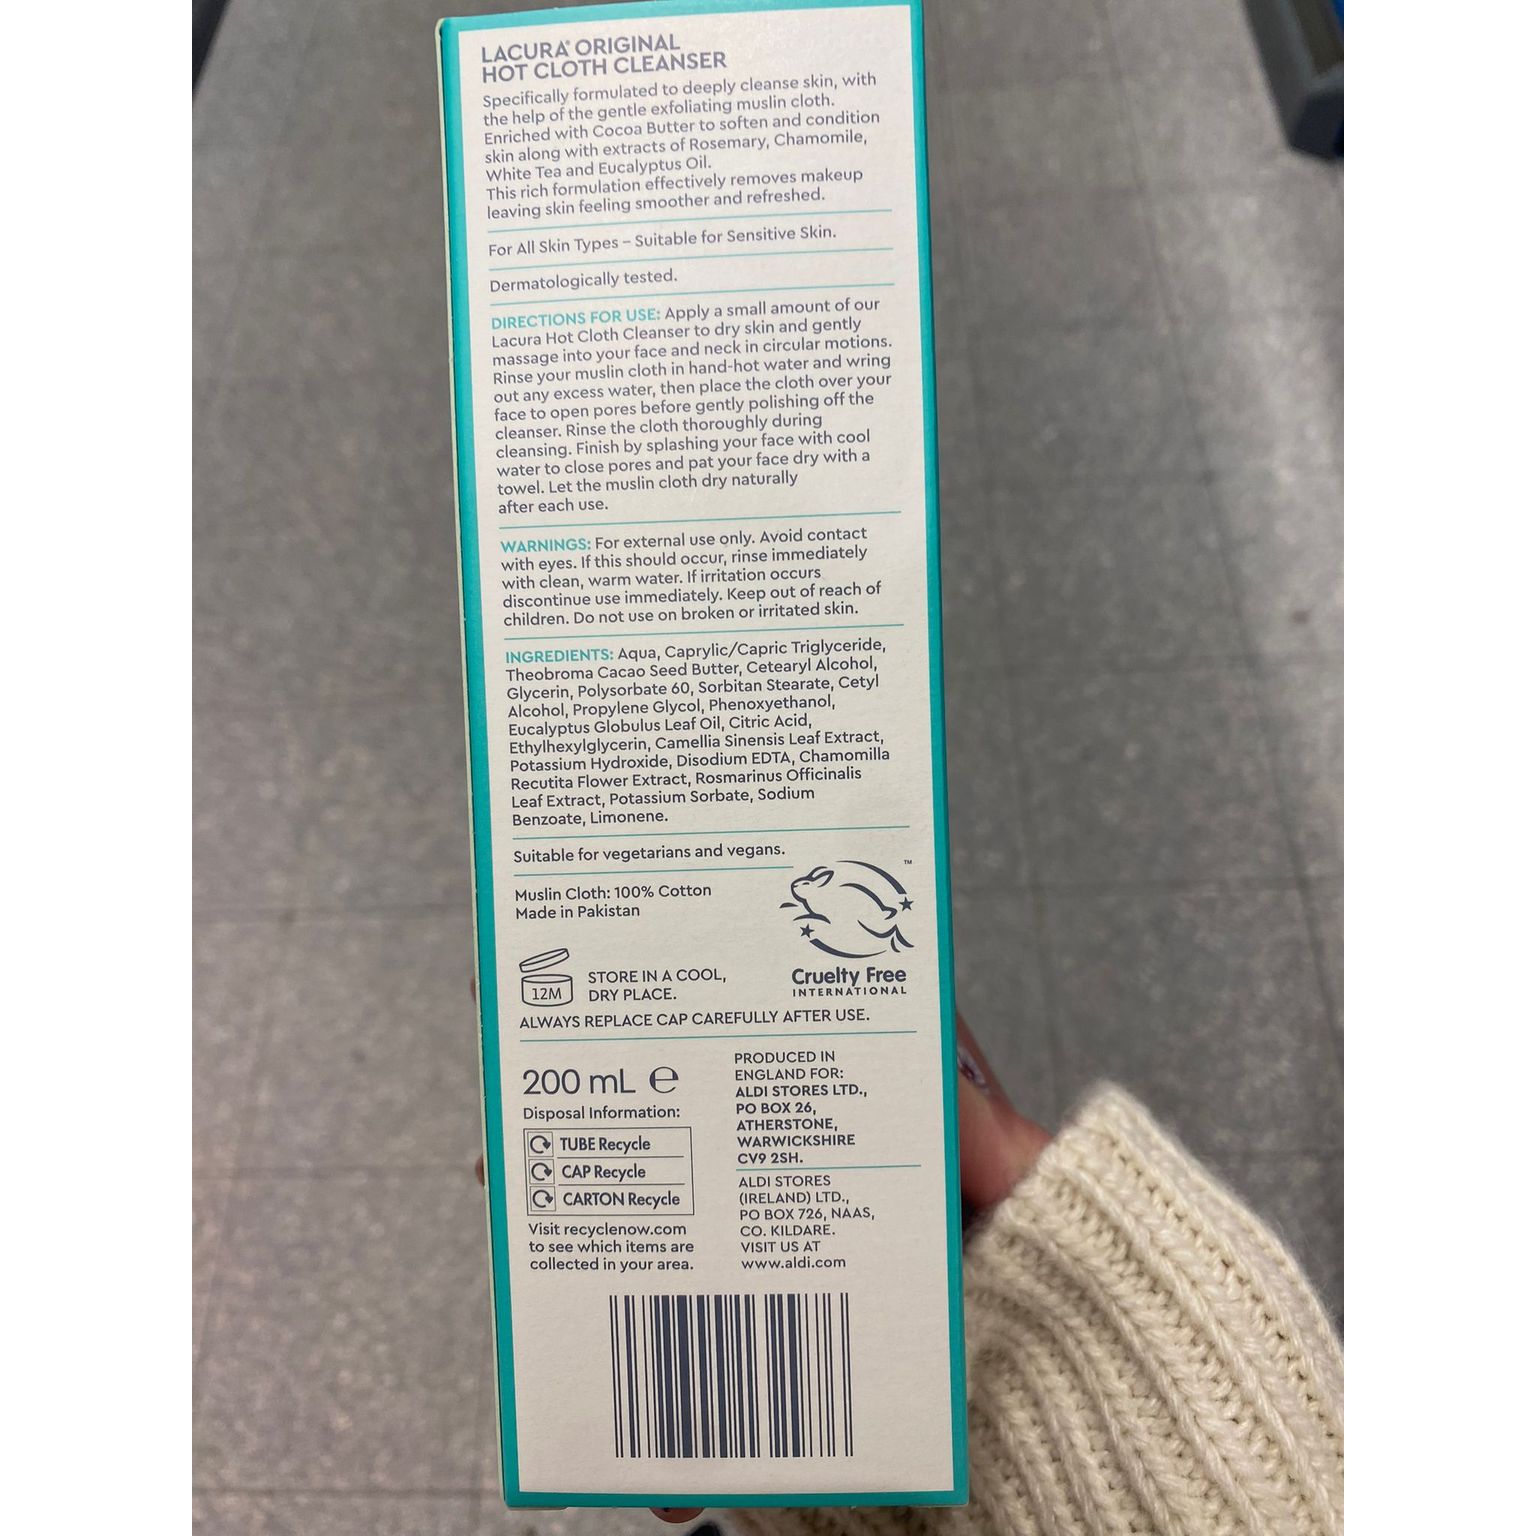 LACURA® ORIGINAL
HOT CLOTH CLEANSER
Specifically formulated to deeply cleanse skin, with
the help of the gentle exfoliating muslin cloth.
Enriched with Cocoa Butter to soften and condition
skin along with extracts of Rosemary, Chamomile,
White Tea and Eucalyptus Oil.
This rich formulation effectively removes makeup
leaving skin feeling smoother and refreshed.
For All Skin Types – Suitable for Sensitive Skin.
Dermatologically tested.
DIRECTIONS FOR USE: Apply a small amount of our
Lacura Hot Cloth Cleanser to dry skin and gently
massage into your face and neck in circular motions.
Rinse your muslin cloth in hand-hot water and wring
out any excess water, then place the cloth over your
face to open pores before gently polishing off the
cleanser. Rinse the cloth thoroughly during
cleansing. Finish by splashing your face with cool
water to close pores and pat your face dry with a
towel. Let the muslin cloth dry naturally
after each use.
WARNINGS: For external use only. Avoid contact
with eyes. If this should occur, rinse immediately
with clean, warm water. If irritation occurs
discontinue use immediately. Keep out of reach of
children. Do not use on broken or irritated skin.
INGREDIENTS: Aqua, Caprylic/Capric Triglyceride,
Theobroma Cacao Seed Butter, Cetearyl Alcohol,
Glycerin, Polysorbate 60, Sorbitan Stearate, Cetyl
Alcohol, Propylene Glycol, Phenoxyethanol,
Eucalyptus Globulus Leaf Oil, Citric Acid,
Ethylhexylglycerin, Camellia Sinensis Leaf Extract,
Potassium Hydroxide, Disodium EDTA, Chamomilla
Recutita Flower Extract, Rosmarinus Officinalis
Leaf Extract, Potassium Sorbate, Sodium
Benzoate, Limonene.
Suitable for vegetarians and vegans.
Muslin Cloth: 100% Cotton
Made in Pakistan
TM
Cruelty Free
INTERNATIONAL
12M
STORE IN A COOL,
DRY PLACE.
ALWAYS REPLACE CAP CAREFULLY AFTER USE.
200 mL ℮
Disposal Information:
TUBE Recycle
CAP Recycle
CARTON Recycle
Visit recyclenow.com
to see which items are
collected in your area.
PRODUCED IN
ENGLAND FOR:
ALDI STORES LTD.,
PO BOX 26,
ATHERSTONE,
WARWICKSHIRE
CV9 2SH.
ALDI STORES
(IRELAND) LTD.,
PO BOX 726, NAAS,
CO. KILDARE.
VISIT US AT
www.aldi.com